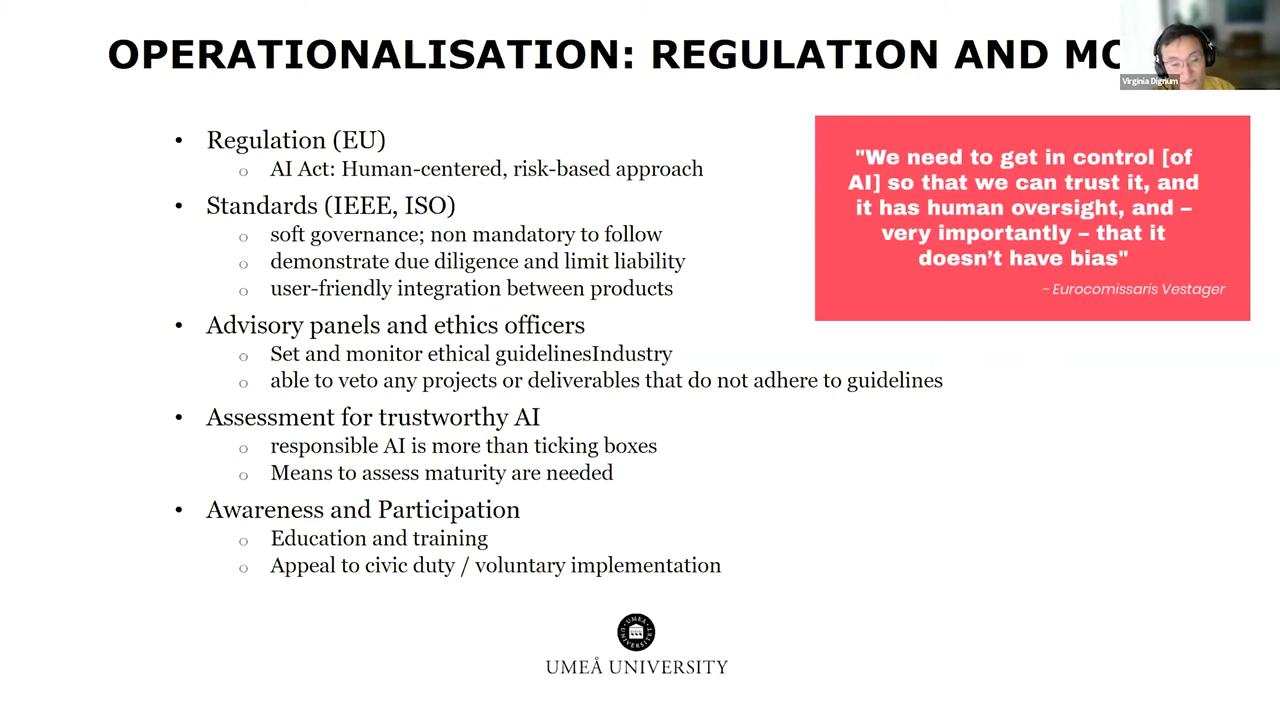 OPERATIONALISATION: REGULATION AND MO
Virginia Dignum
• Regulation (EU)
o AI Act: Human-centered, risk-based approach
• Standards (IEEE, ISO)
o soft governance; non mandatory to follow
o demonstrate due diligence and limit liability
o user-friendly integration between products
• Advisory panels and ethics officers
o Set and monitor ethical guidelinesIndustry
o able to veto any projects or deliverables that do not adhere to guidelines
• Assessment for trustworthy AI
o responsible AI is more than ticking boxes
o Means to assess maturity are needed
• Awareness and Participation
o Education and training
o Appeal to civic duty / voluntary implementation
"We need to get in control [of
AI] so that we can trust it, and
it has human oversight, and –
very importantly – that it
doesn't have bias"
- Eurocomissaris Vestager
UMEÅ UNIVERSITET
UMEÅ UNIVERSITY